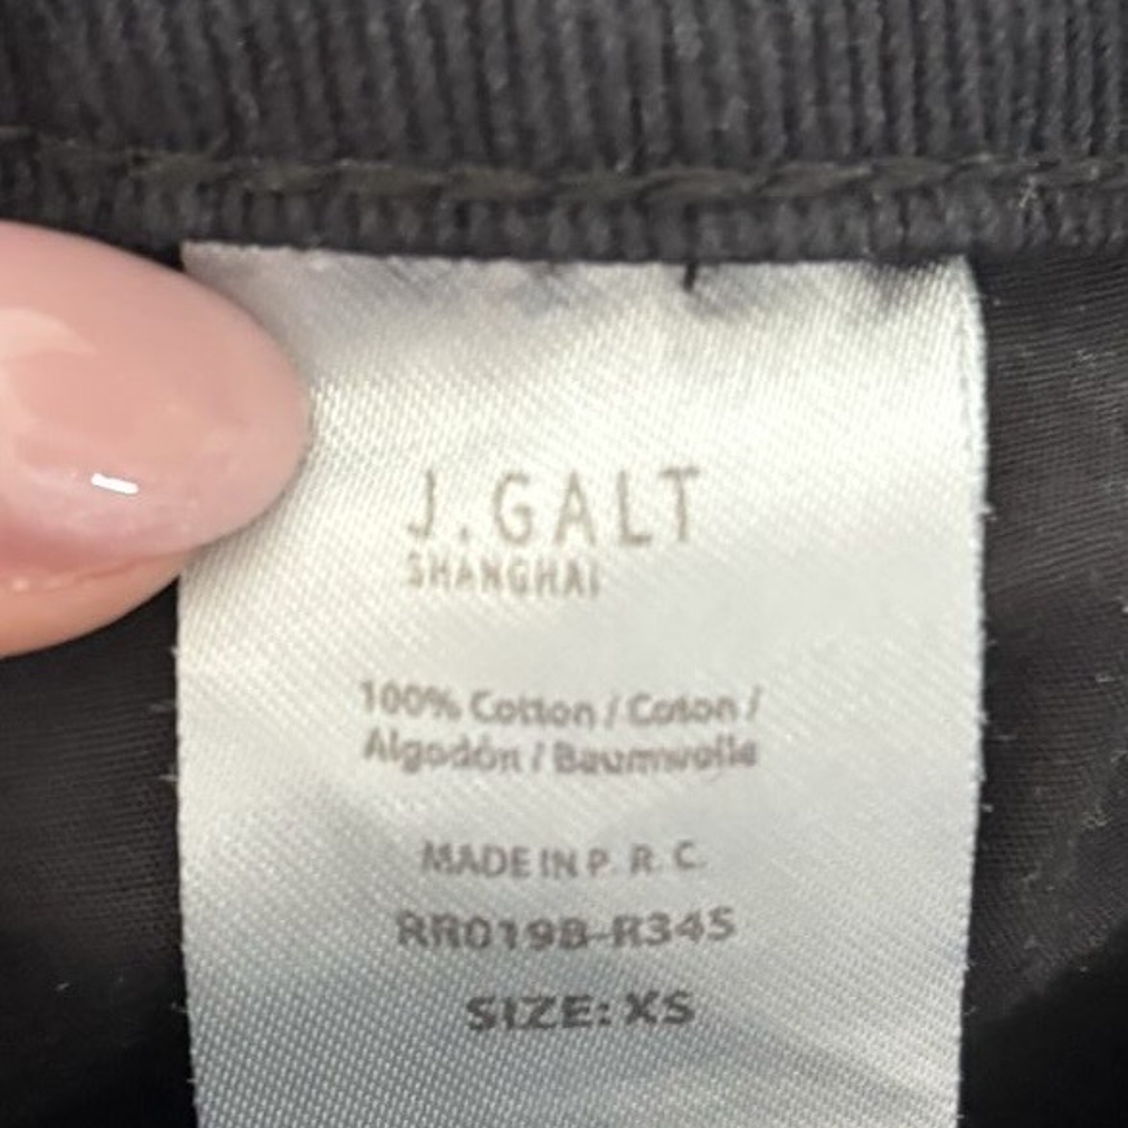 J.GALT
SHANGHAI
100% Cotton / Coton /
Algodón / Baumwolle
MADE IN P. R. C.
RR019B-R345
SIZE: XS